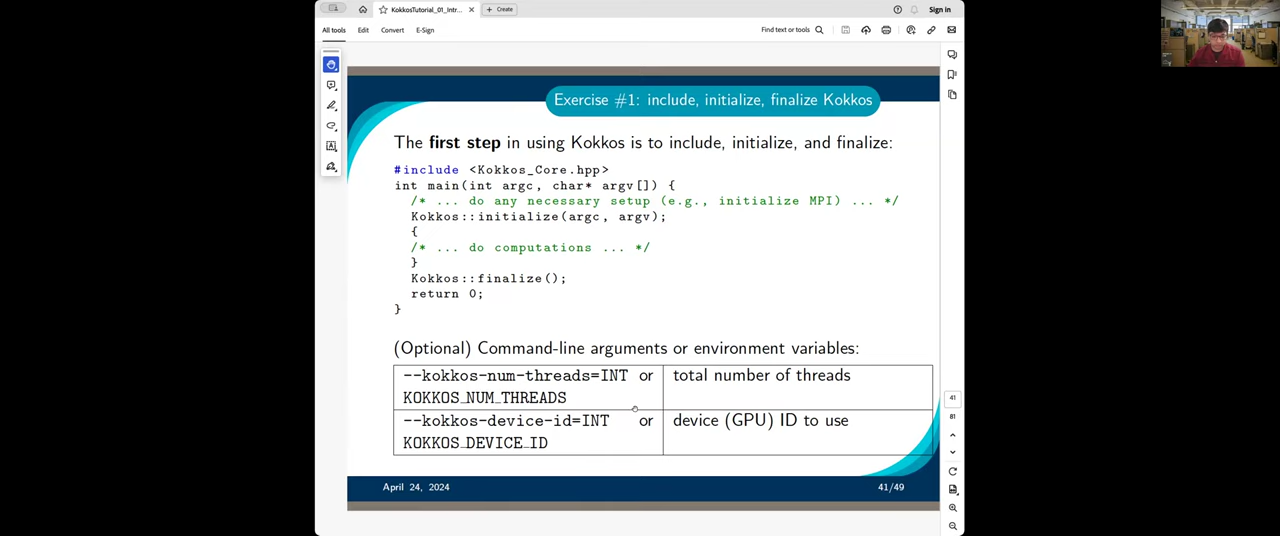 KokkosTutorial_01_Intr...
Create
Sign in
All tools
Edit
Convert
E-Sign
Find text or tools
Exercise #1: include, initialize, finalize Kokkos
The first step in using Kokkos is to include, initialize, and finalize:
#include <Kokkos_Core.hpp>
int main(int argc, char* argv[]) {
/* ... do any necessary setup (e.g., initialize MPI) ... */
Kokkos::initialize(argc, argv);
{
/* ... do computations ... */
}
Kokkos::finalize();
return 0;
}
(Optional) Command-line arguments or environment variables:
--kokkos-num-threads=INT or
KOKKOS_NUM_THREADS
total number of threads
--kokkos-device-id=INT or
KOKKOS_DEVICE_ID
device (GPU) ID to use
41
81
April 24, 2024
41/49